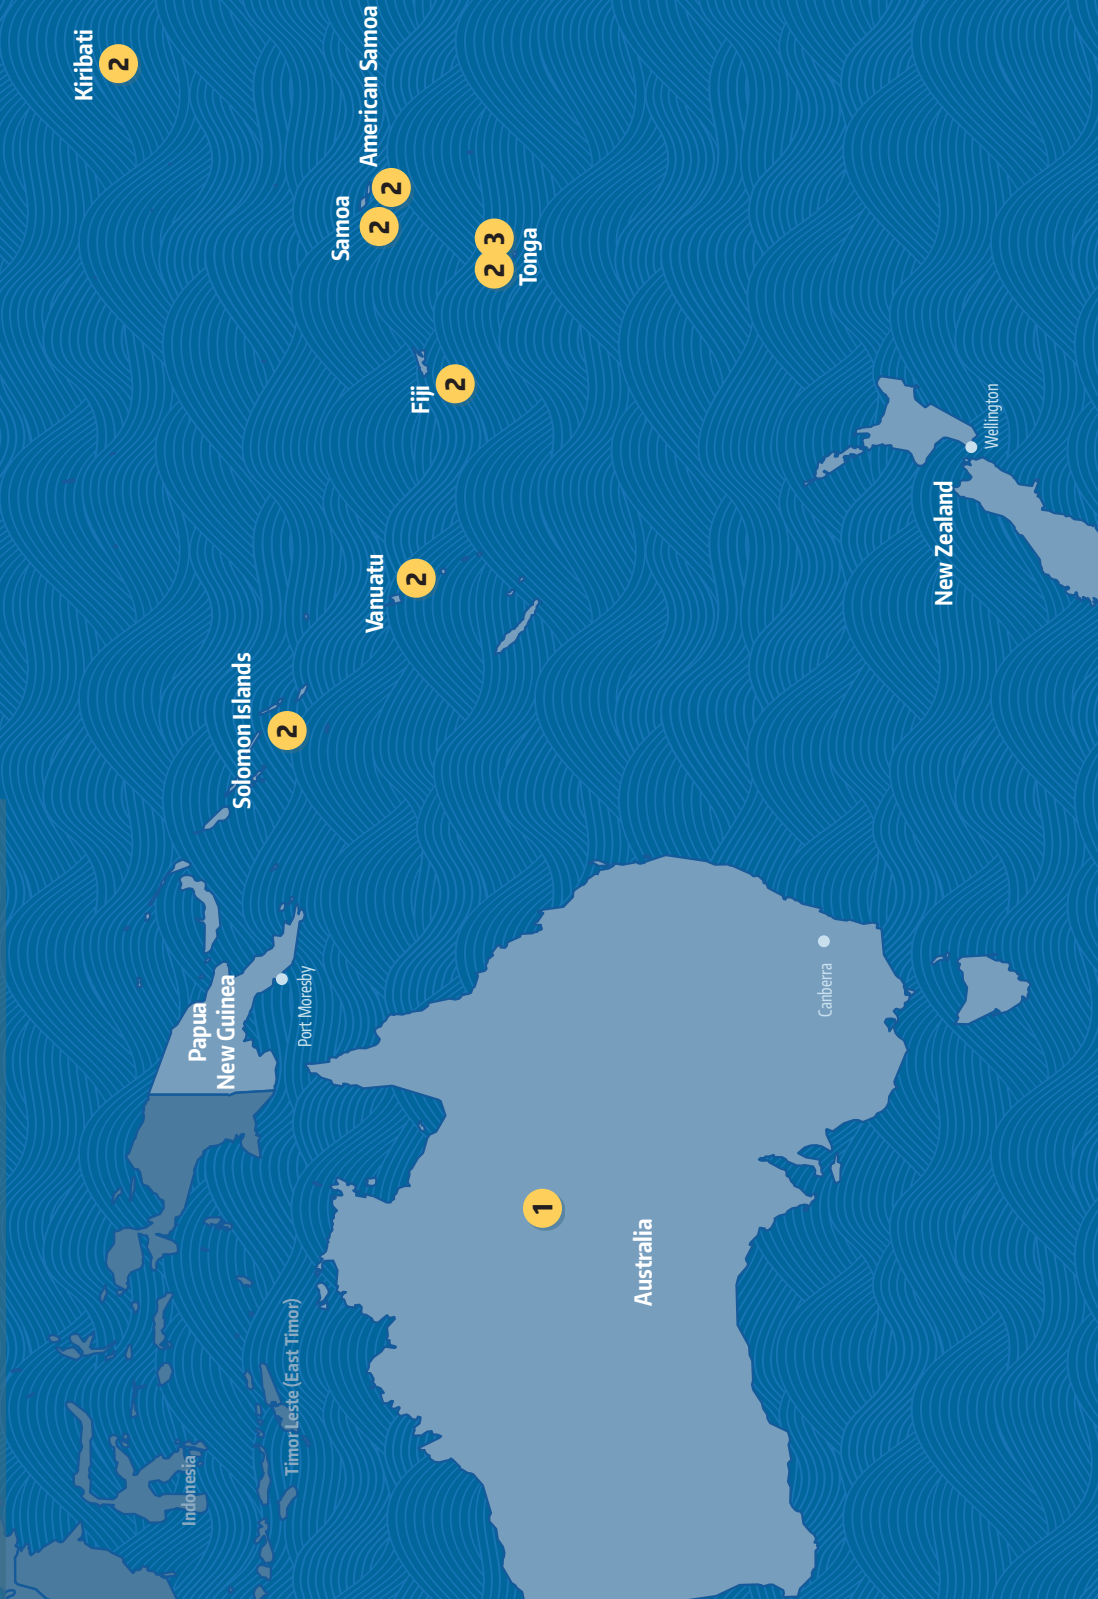 Kiribati
2
American Samoa
Samoa
2
2
Tonga
2
3
Fiji
2
Vanuatu
2
Solomon Islands
2
Papua
New Guinea
Port Moresby
Indonesia
Timor Leste (East Timor)
1
Australia
Canberra
New Zealand
Wellington